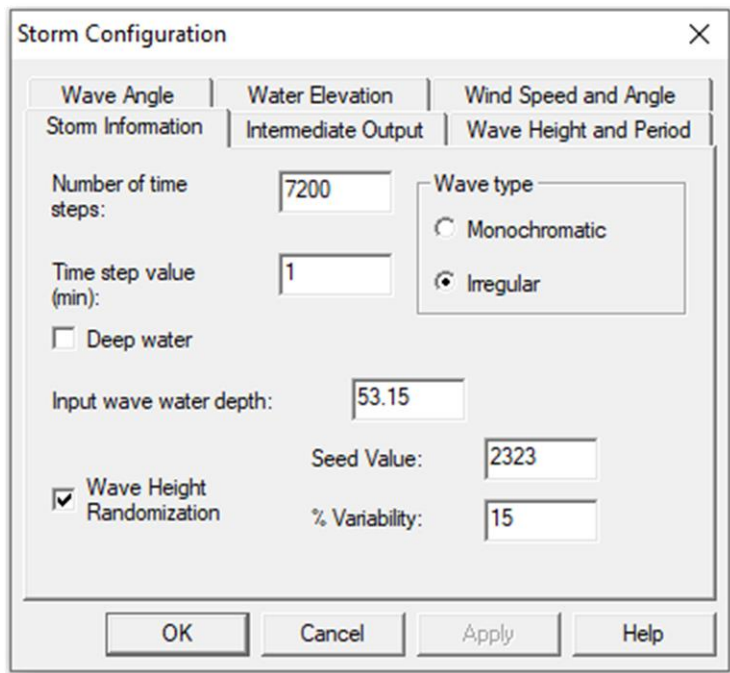 Storm Configuration
Wave Angle
Water Elevation
Wind Speed and Angle
Storm Information
Intermediate Output
Wave Height and Period
Number of time
steps:
7200
Wave type
Monochromatic
Irregular
Time step value
(min):
1
Deep water
Input wave water depth:
53.15
Seed Value:
2323
Wave Height
Randomization
% Variability:
15
OK
Cancel
Apply
Help